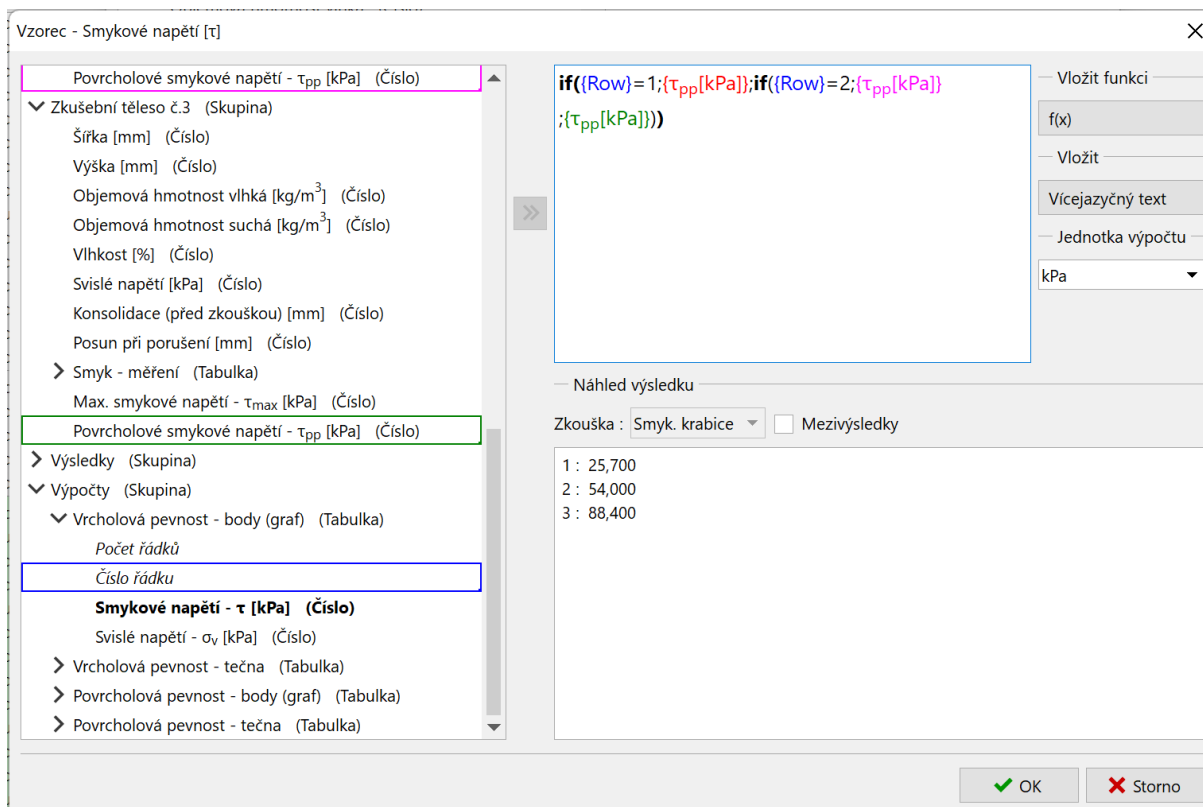 Vzorec - Smykové napětí [τ]
Povrcholové smykové napětí - τpp [kPa] (Číslo)
Zkušební těleso č.3 (Skupina)
Šířka [mm] (Číslo)
Výška [mm] (Číslo)
Objemová hmotnost vlhká [kg/m3] (Číslo)
Objemová hmotnost suchá [kg/m3] (Číslo)
Vlhkost [%] (Číslo)
Svislé napětí [kPa] (Číslo)
Konsolidace (před zkouškou) [mm] (Číslo)
Posun při porušení [mm] (Číslo)
Smyk - měření (Tabulka)
Max. smykové napětí - τmax [kPa] (Číslo)
Povrcholové smykové napětí - τpp [kPa] (Číslo)
Výsledky (Skupina)
Výpočty (Skupina)
Vrcholová pevnost - body (graf) (Tabulka)
Počet řádků
Číslo řádku
Smykové napětí - τ [kPa] (Číslo)
Svislé napětí - σv [kPa] (Číslo)
Vrcholová pevnost - tečna (Tabulka)
Povrcholová pevnost - body (graf) (Tabulka)
Povrcholová pevnost - tečna (Tabulka)
if({Row}=1;{τpp[kPa]};if({Row}=2;{τpp[kPa]}
;{τpp[kPa]}))
Vložit funkci
f(x)
Vložit
Vícejazyčný text
Jednotka výpočtu
kPa
Náhled výsledku
Zkouška : Smyk. krabice Mezivýsledky
1 : 25,700
2 : 54,000
3 : 88,400
OK Storno